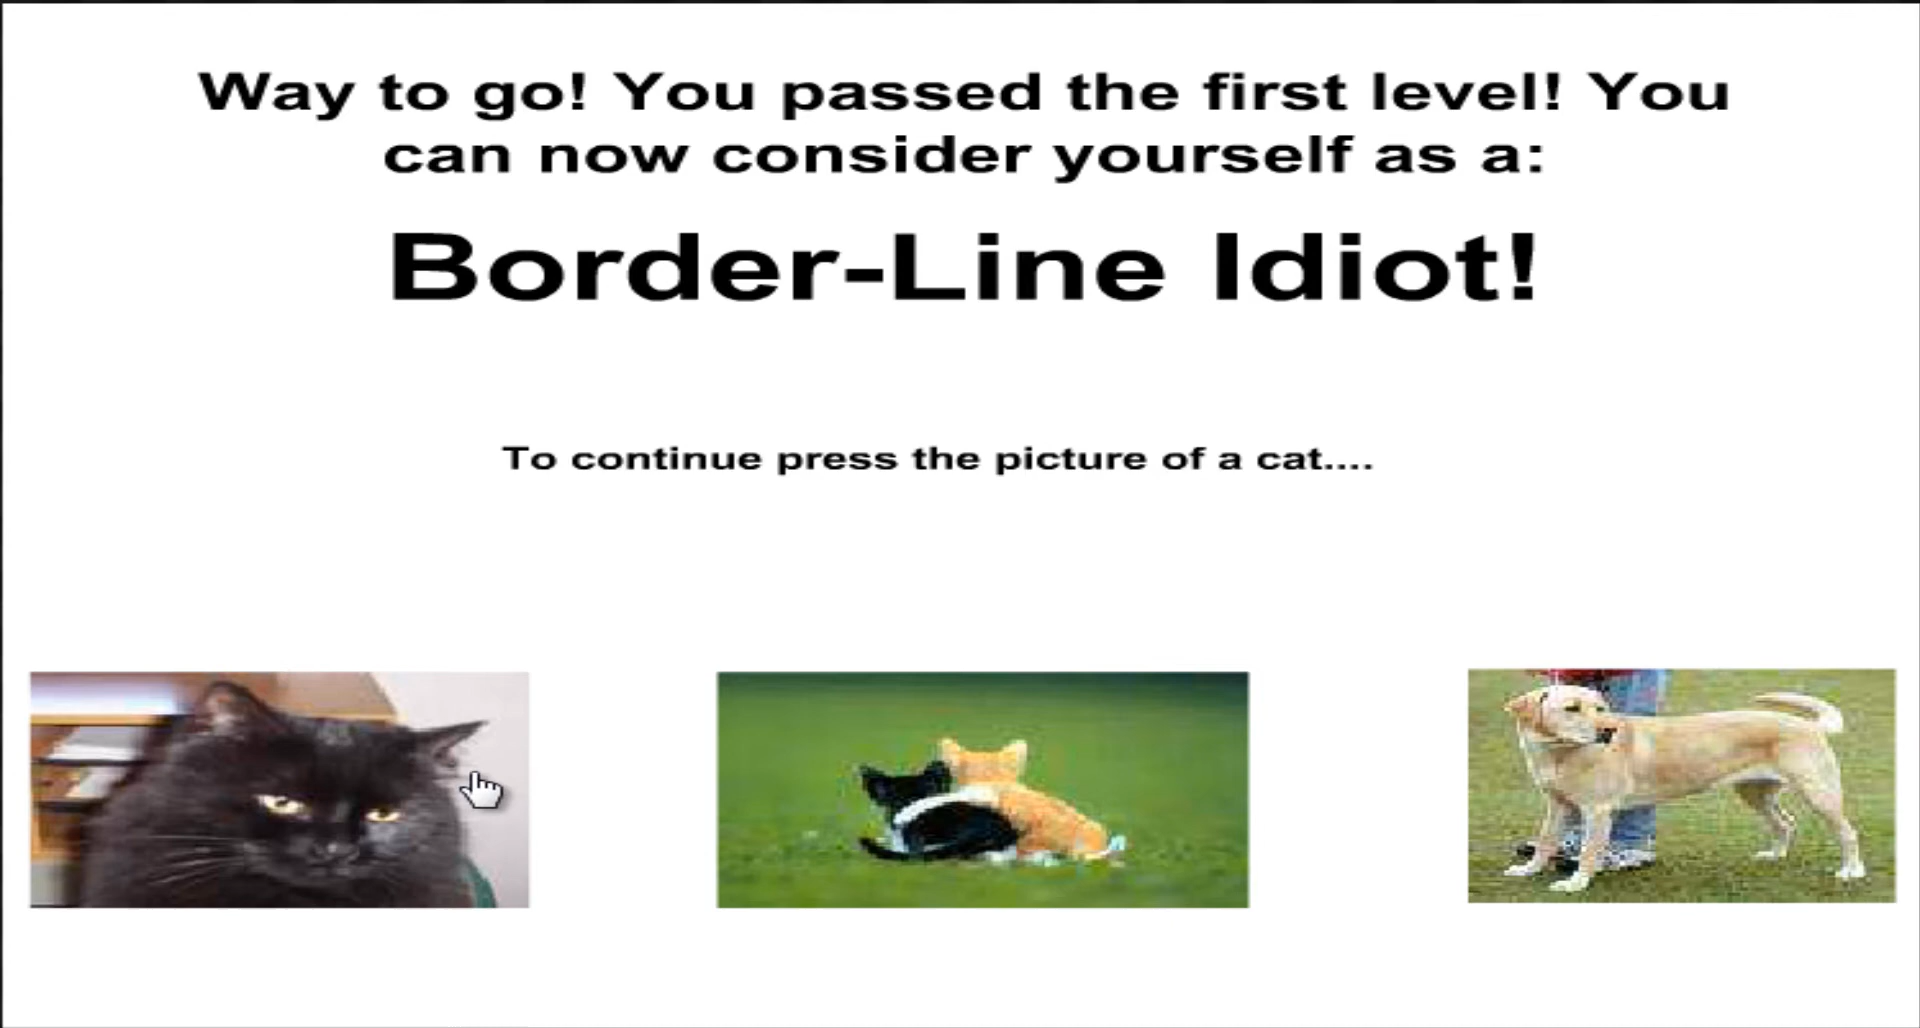 Way to go! You passed the first level! You
can now consider yourself as a:
Border-Line Idiot!
To continue press the picture of a cat....